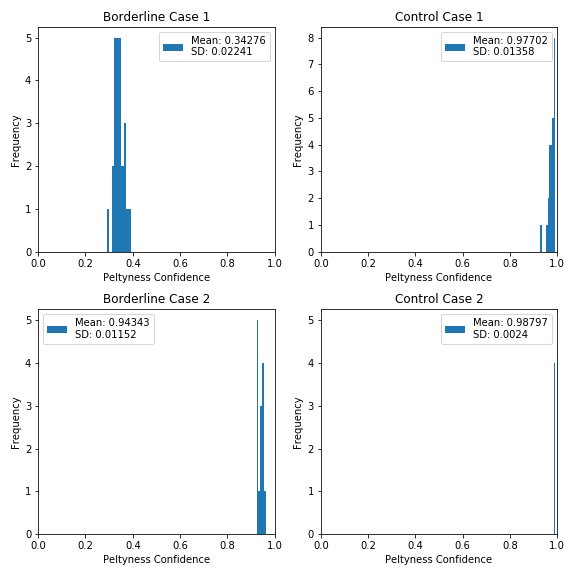 Borderline Case 1
Mean: 0.34276
SD: 0.02241
Frequency
5
4
3
2
1
0
0.0 0.2 0.4 0.6 0.8 1.0
Peltyness Confidence
Control Case 1
Mean: 0.97702
SD: 0.01358
Frequency
8
7
6
5
4
3
2
1
0
0.0 0.2 0.4 0.6 0.8 1.0
Peltyness Confidence
Borderline Case 2
Mean: 0.94343
SD: 0.01152
Frequency
5
4
3
2
1
0
0.0 0.2 0.4 0.6 0.8 1.0
Peltyness Confidence
Control Case 2
Mean: 0.98797
SD: 0.0024
Frequency
5
4
3
2
1
0
0.0 0.2 0.4 0.6 0.8 1.0
Peltyness Confidence